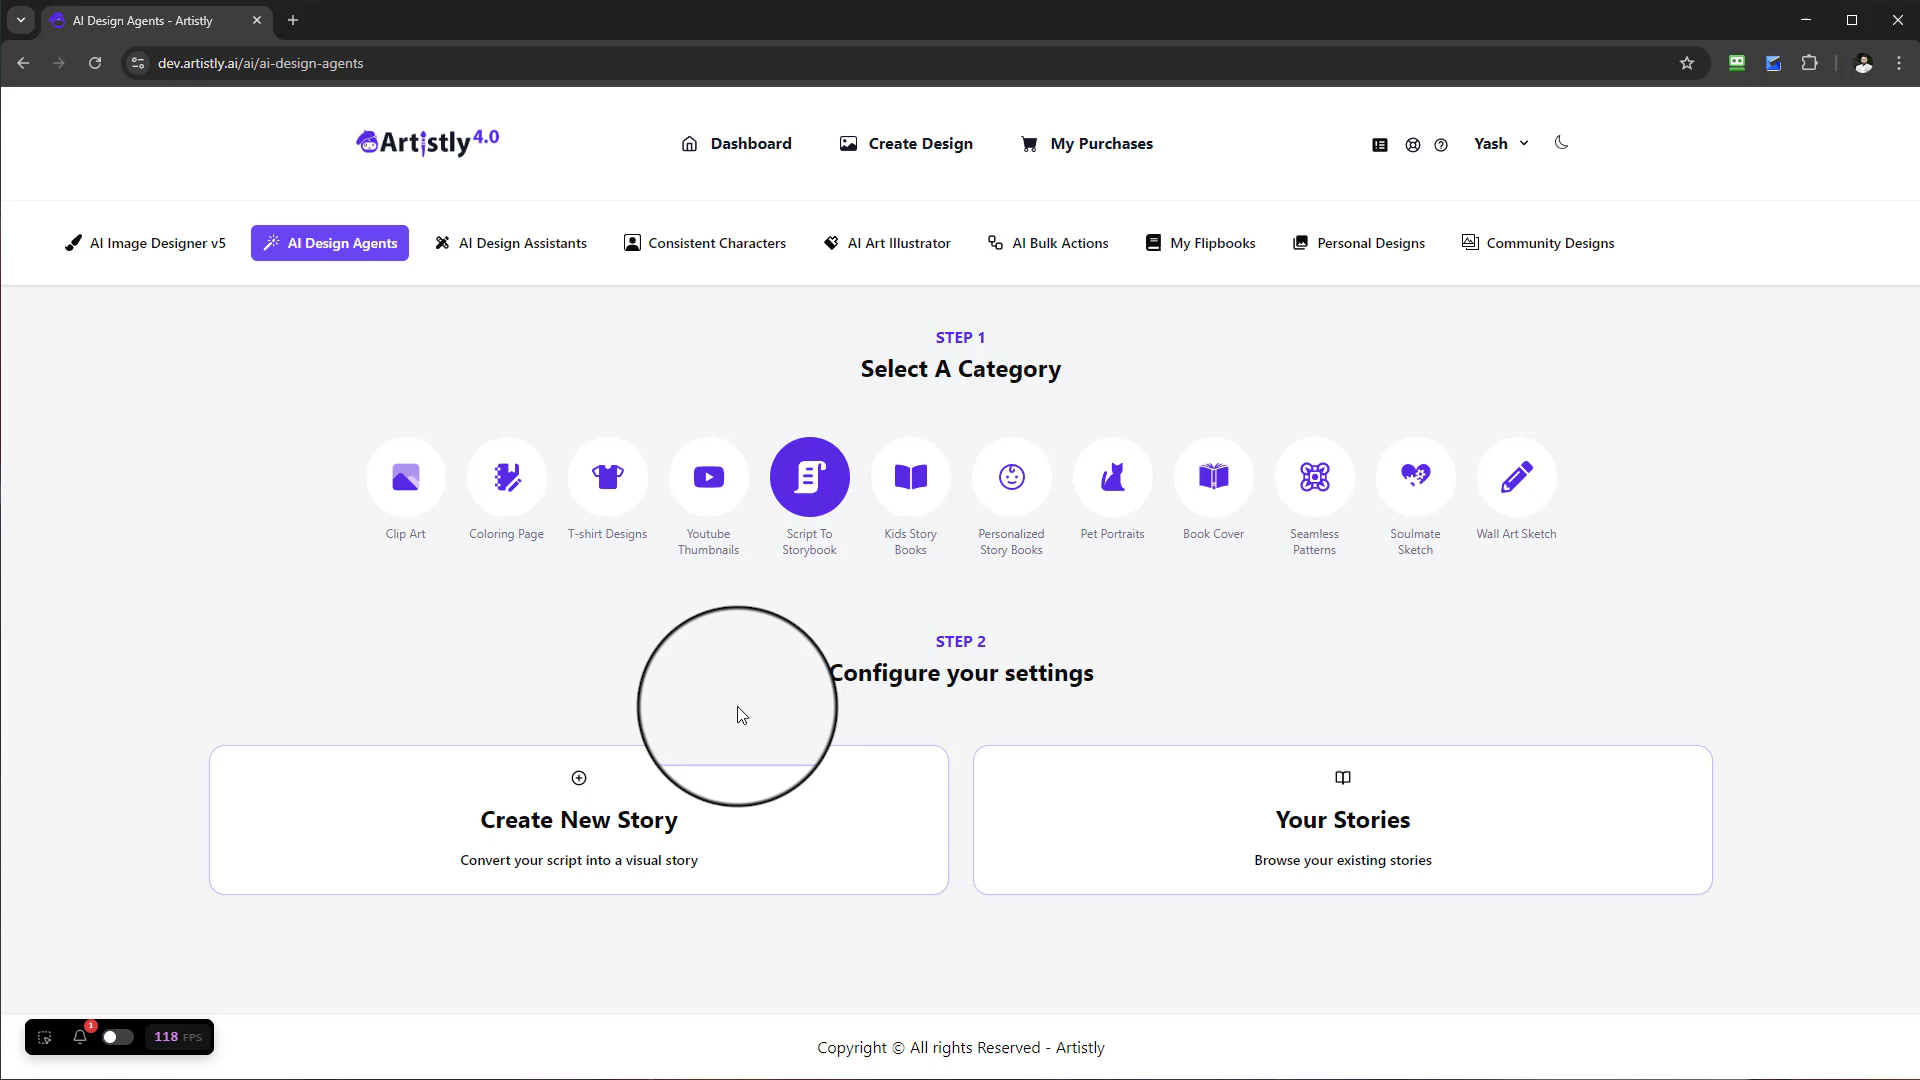 AI Design Agents - Artistly
dev.artistly.ai/ai/ai-design-agents
Artistly 4.0
Dashboard
Create Design
My Purchases
Yash
AI Image Designer v5
AI Design Agents
AI Design Assistants
Consistent Characters
AI Art Illustrator
AI Bulk Actions
My Flipbooks
Personal Designs
Community Designs
STEP 1
Select A Category
Clip Art
Coloring Page
T-shirt Designs
Youtube
Thumbnails
Script To
Storybook
Kids Story
Books
Personalized
Story Books
Pet Portraits
Book Cover
Seamless
Patterns
Soulmate
Sketch
Wall Art Sketch
STEP 2
Configure your settings
Create New Story
Convert your script into a visual story
Your Stories
Browse your existing stories
1
118 FPS
Copyright © All rights Reserved - Artistly